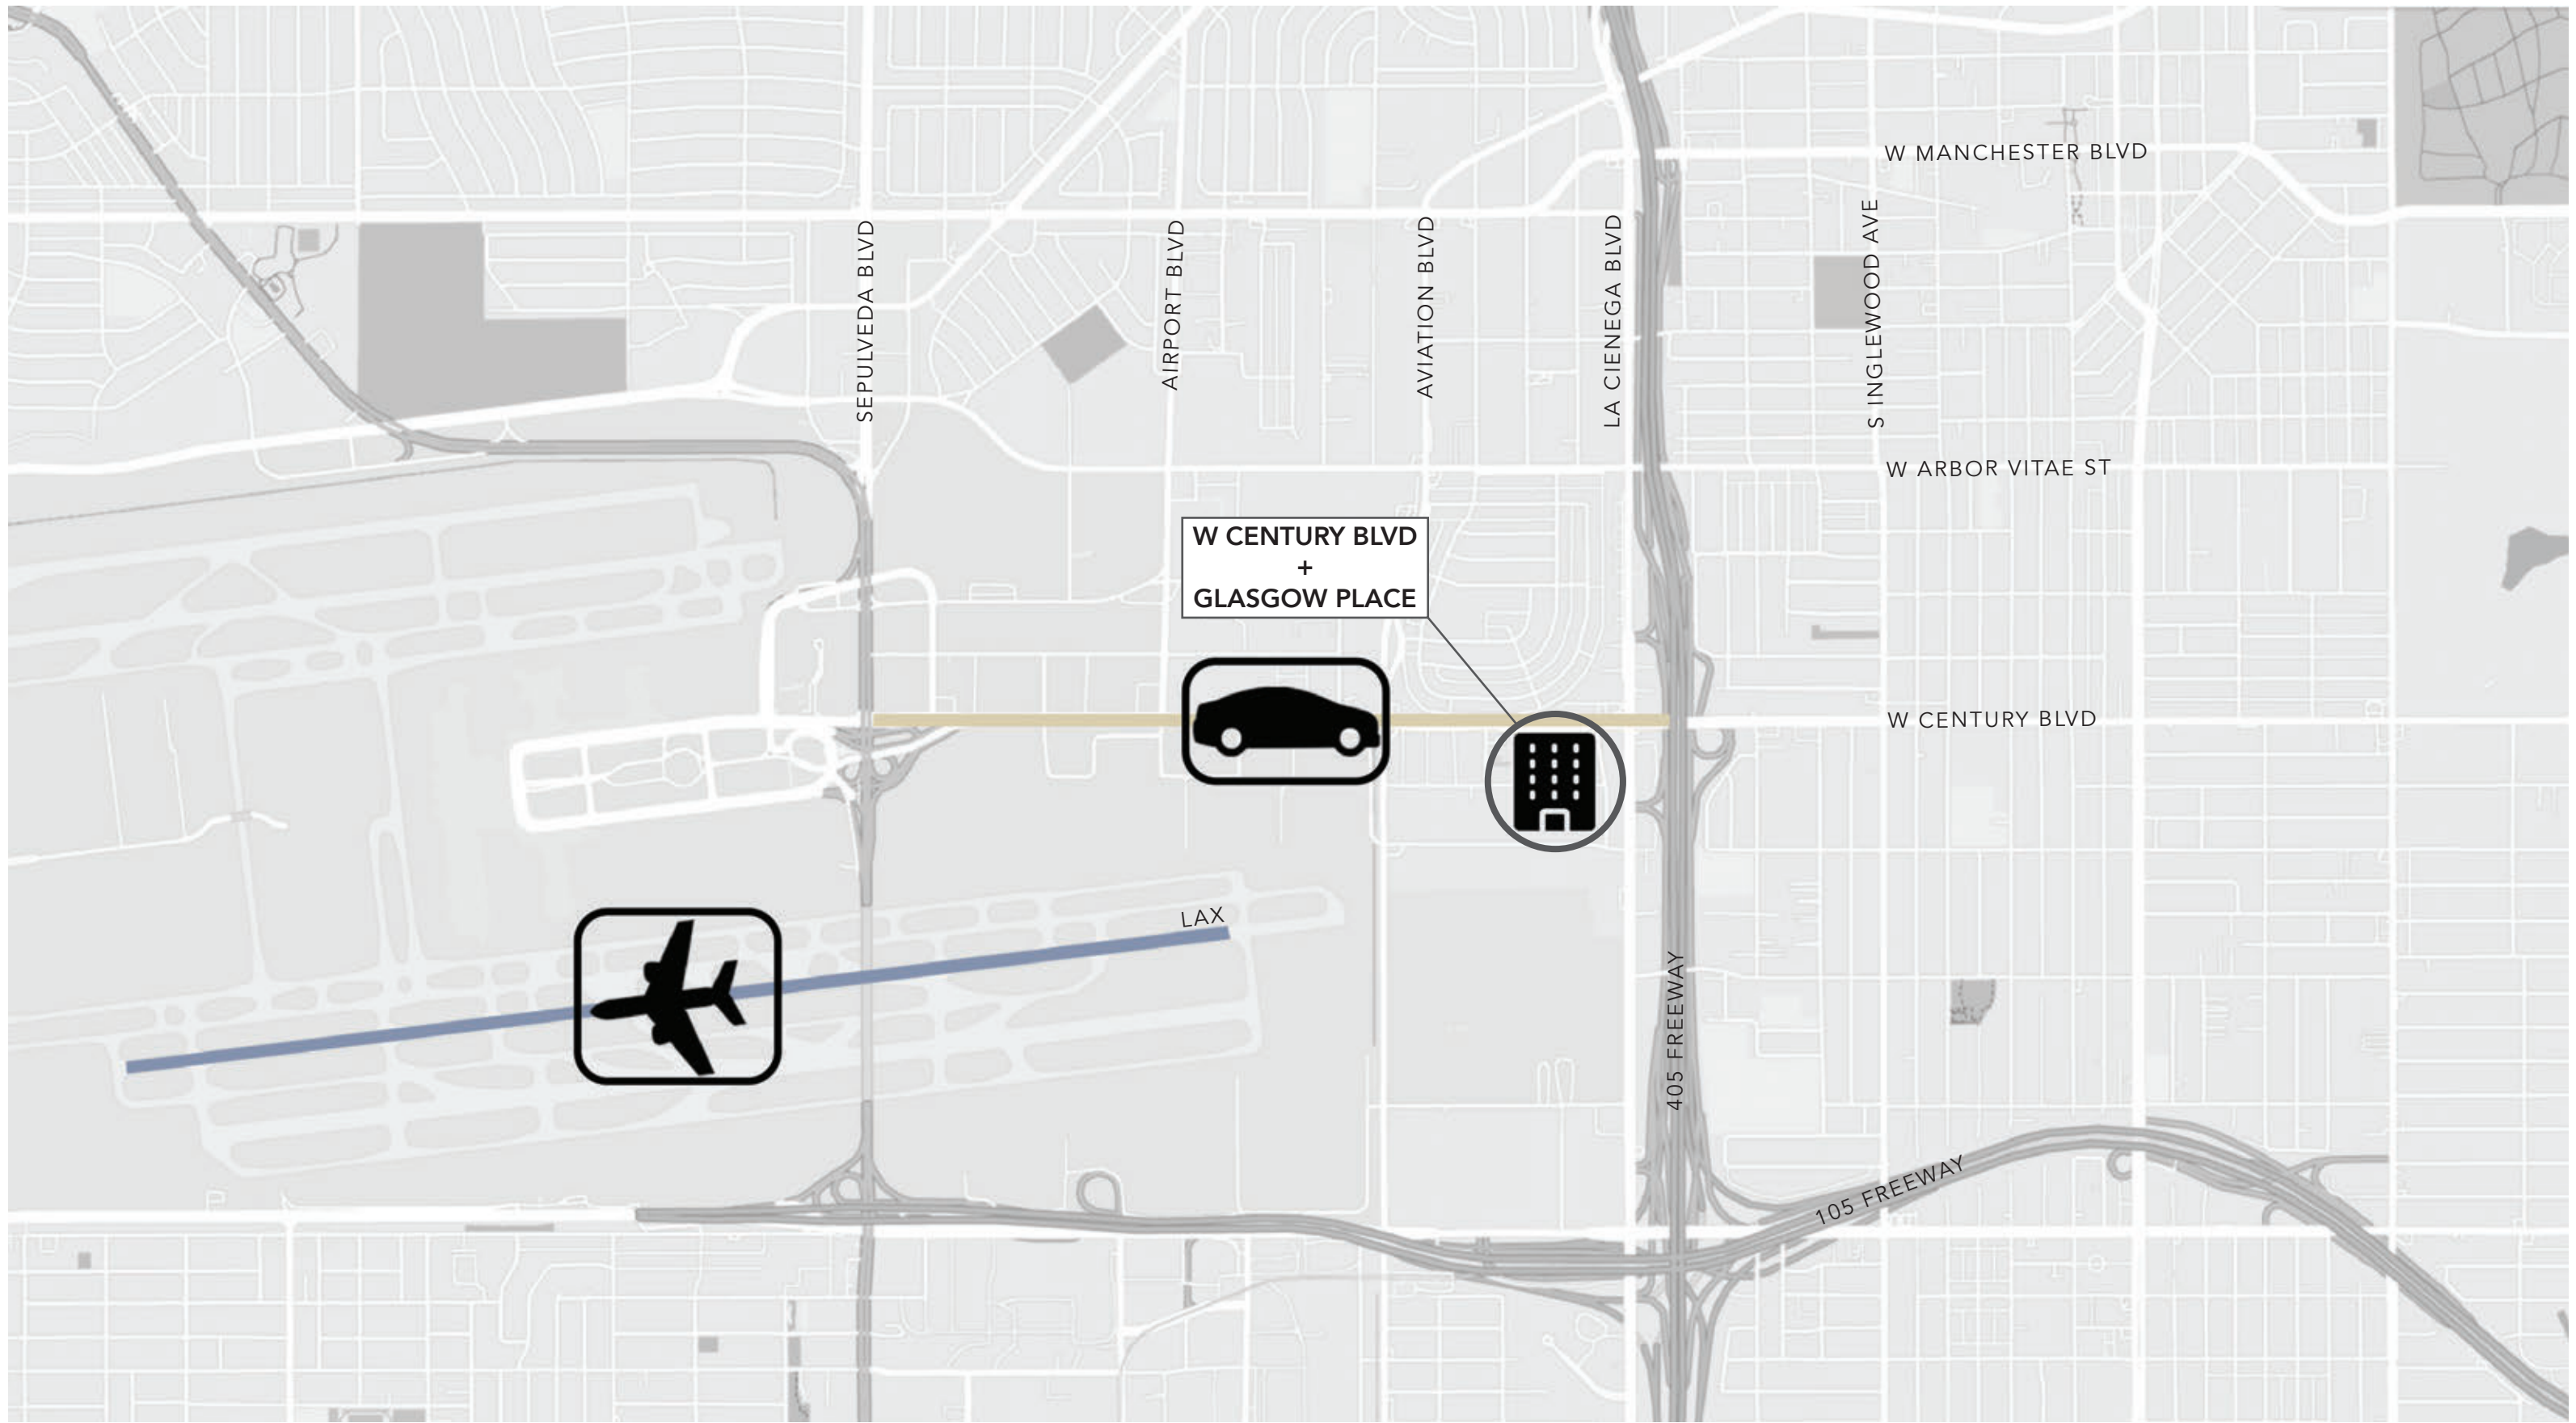 W MANCHESTER BLVD
SEPULVEDA BLVD
AIRPORT BLVD
AVIATION BLVD
LA CIENEGA BLVD
S INGLEWOOD AVE
W ARBOR VITAE ST
W CENTURY BLVD
+
GLASGOW PLACE
W CENTURY BLVD
LAX
405 FREEWAY
105 FREEWAY